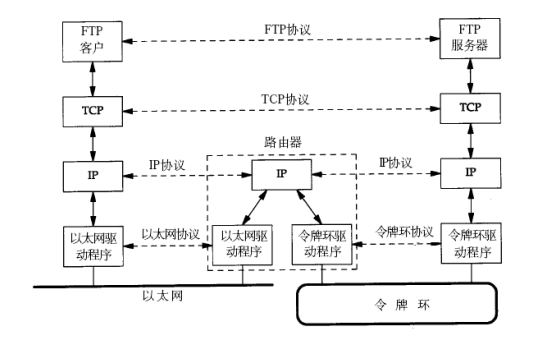 FTP
客户
FTP协议
FTP
服务器
TCP
TCP协议
TCP
路由器
IP
IP协议
IP
IP协议
IP
以太网驱
动程序
以太网协议
以太网驱
动程序
令牌环驱
动程序
令牌环协议
令牌环驱
动程序
以太网
令牌环